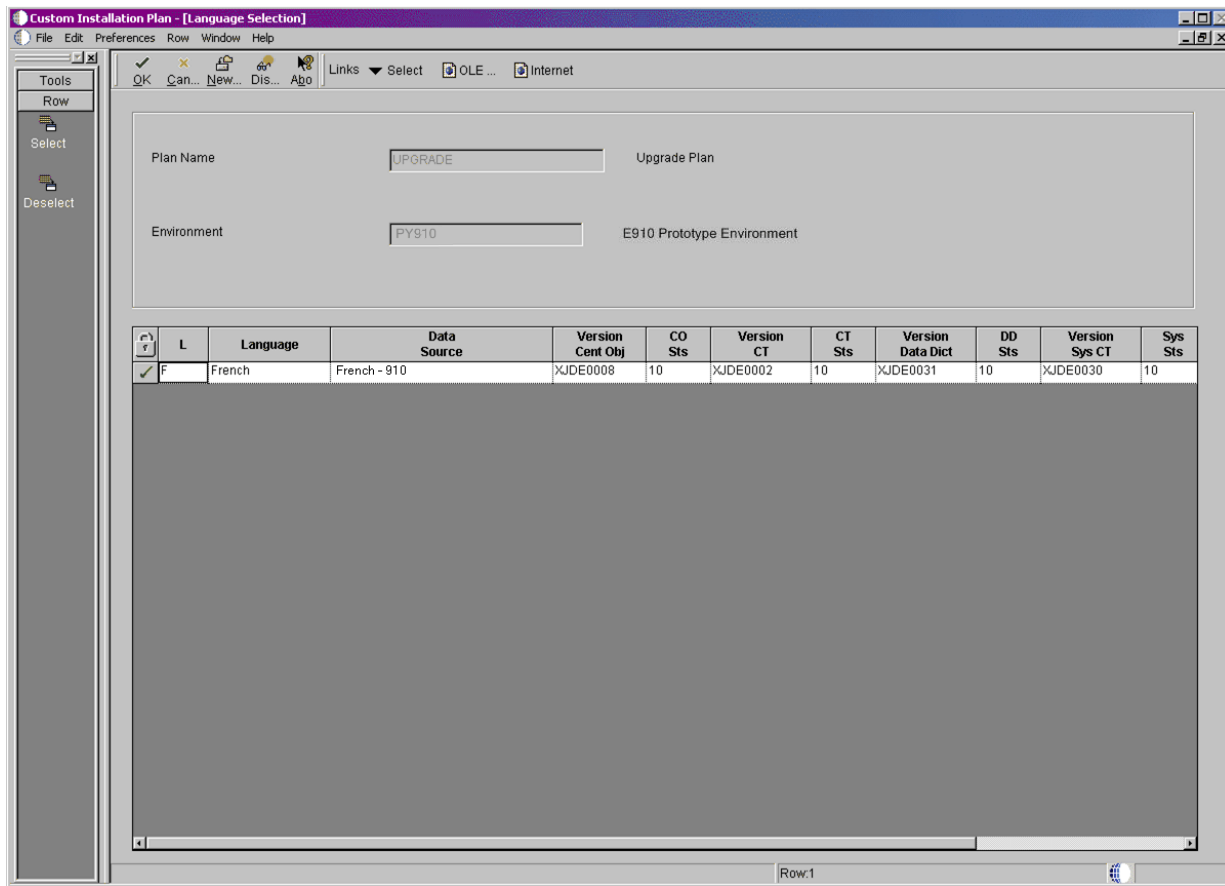 Custom Installation Plan - [Language Selection]
File Edit Preferences Row Window Help
OK Can... New... Dis... Abo Links Select OLE ... Internet
Tools
Row
Select
Deselect
Plan Name UPGRADE Upgrade Plan
Environment PY910 E910 Prototype Environment
L Language Data Source Version Cent Obj CO Sts Version CT CT Sts Version Data Dict DD Sts Version Sys CT Sys Sts
F French French - 910 XJDE0008 10 XJDE0002 10 XJDE0031 10 XJDE0030 10
Row:1